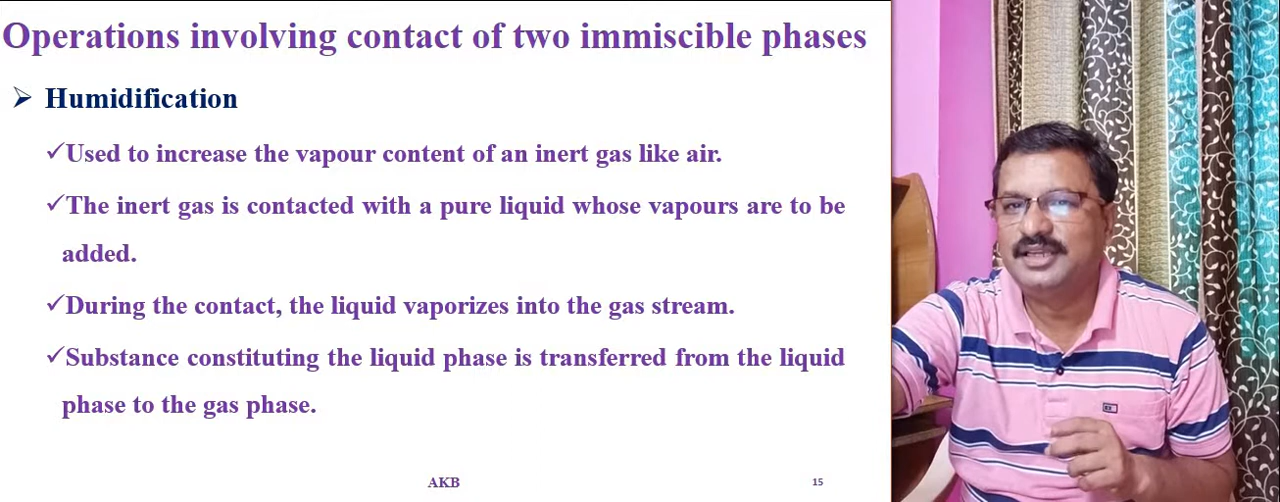 Operations involving contact of two immiscible phases
➢ Humidification
✓Used to increase the vapour content of an inert gas like air.
✓The inert gas is contacted with a pure liquid whose vapours are to be
added.
✓During the contact, the liquid vaporizes into the gas stream.
✓Substance constituting the liquid phase is transferred from the liquid
phase to the gas phase.
AKB
15